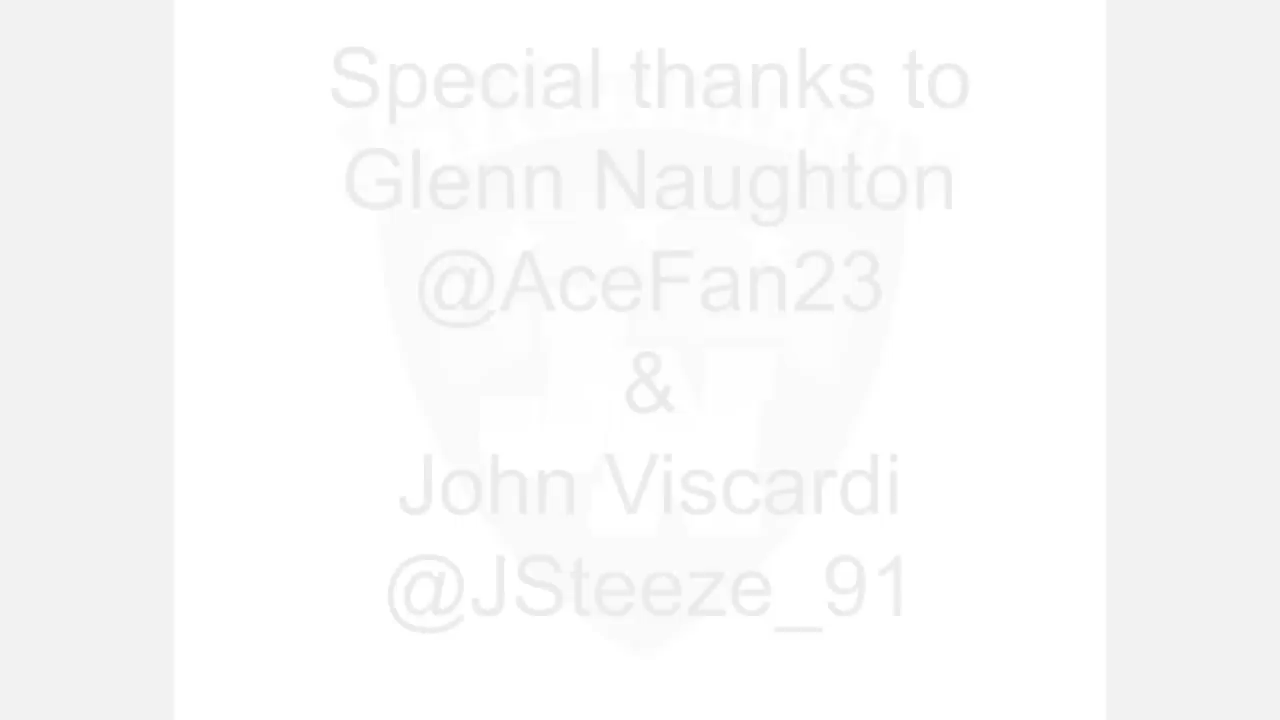 Special thanks to
Glenn Naughton
@AceFan23
&
John Viscardi
@JSteeze_91